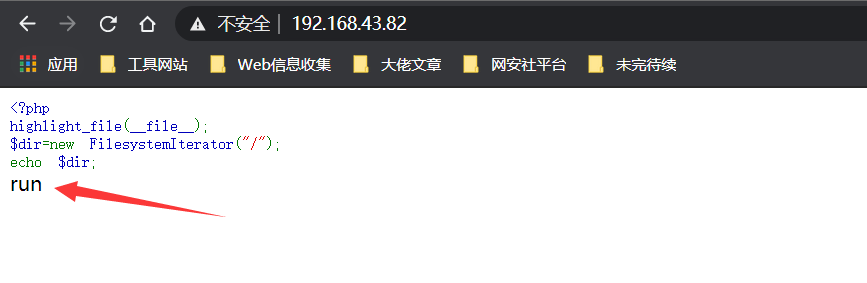 不安全 192.168.43.82
应用 工具网站 Web信息收集 大佬文章 网安社平台 未完待续
<?php
highlight_file(__file__);
$dir=new FilesystemIterator("/");
echo $dir;
run